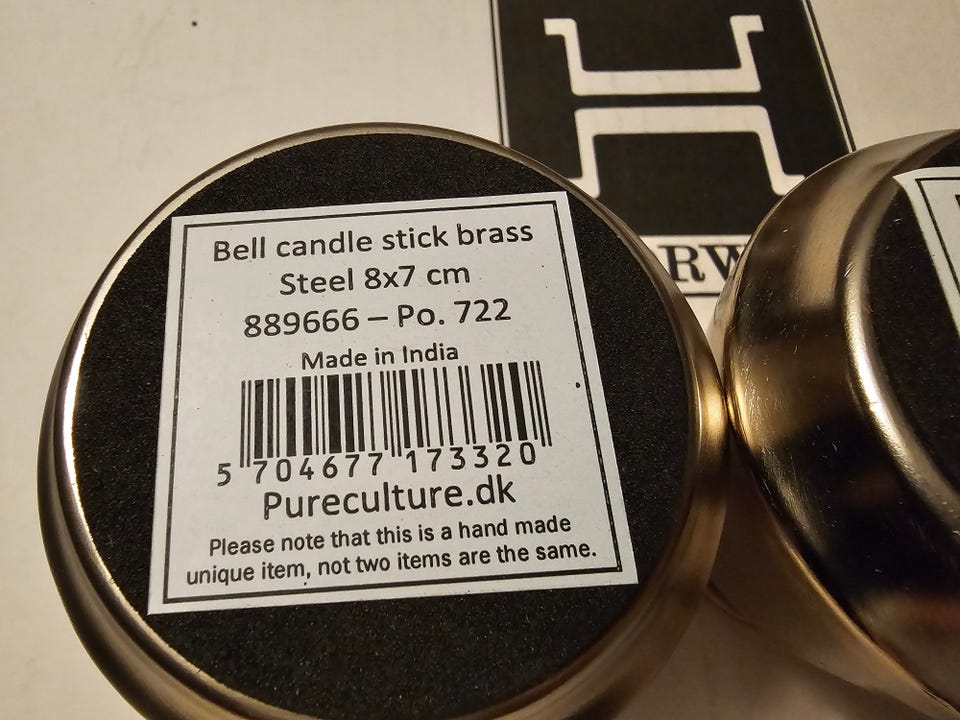 H
RW
Bell candle stick brass
Steel 8x7 cm
889666 – Po. 722
Made in India
5 704677 173320
Pureculture.dk
Please note that this is a hand made
unique item, not two items are the same.